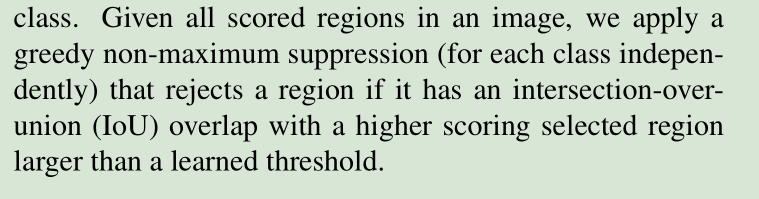 class. Given all scored regions in an image, we apply a
greedy non-maximum suppression (for each class indepen-
dently) that rejects a region if it has an intersection-over-
union (IoU) overlap with a higher scoring selected region
larger than a learned threshold.